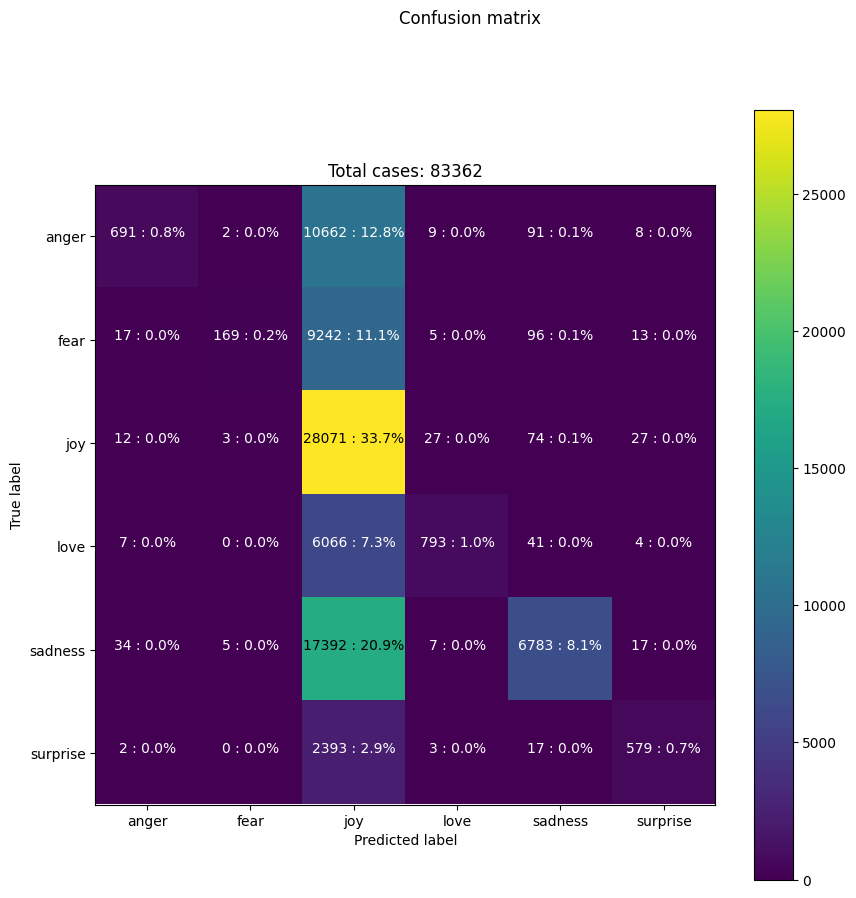 Confusion matrix
Total cases: 83362
anger 691 : 0.8% 2 : 0.0% 10662 : 12.8% 9 : 0.0% 91 : 0.1% 8 : 0.0%
fear 17 : 0.0% 169 : 0.2% 9242 : 11.1% 5 : 0.0% 96 : 0.1% 13 : 0.0%
joy 12 : 0.0% 3 : 0.0% 28071 : 33.7% 27 : 0.0% 74 : 0.1% 27 : 0.0%
love 7 : 0.0% 0 : 0.0% 6066 : 7.3% 793 : 1.0% 41 : 0.0% 4 : 0.0%
sadness 34 : 0.0% 5 : 0.0% 17392 : 20.9% 7 : 0.0% 6783 : 8.1% 17 : 0.0%
surprise 2 : 0.0% 0 : 0.0% 2393 : 2.9% 3 : 0.0% 17 : 0.0% 579 : 0.7%
anger fear joy love sadness surprise
Predicted label
True label
25000
20000
15000
10000
5000
0